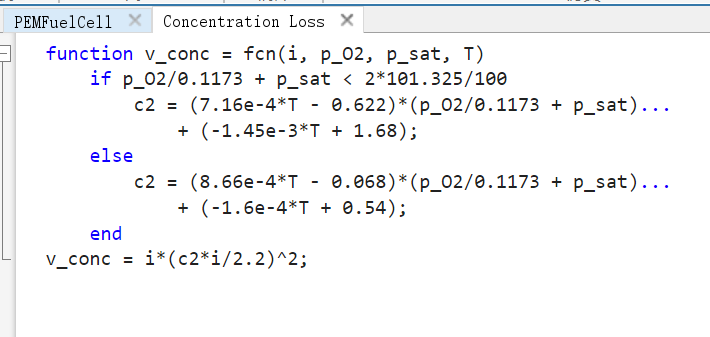 PEMFuelCell × Concentration Loss ×
function v_conc = fcn(i, p_O2, p_sat, T)
if p_O2/0.1173 + p_sat < 2*101.325/100
c2 = (7.16e-4*T - 0.622)*(p_O2/0.1173 + p_sat)...
+ (-1.45e-3*T + 1.68);
else
c2 = (8.66e-4*T - 0.068)*(p_O2/0.1173 + p_sat)...
+ (-1.6e-4*T + 0.54);
end
v_conc = i*(c2*i/2.2)^2;